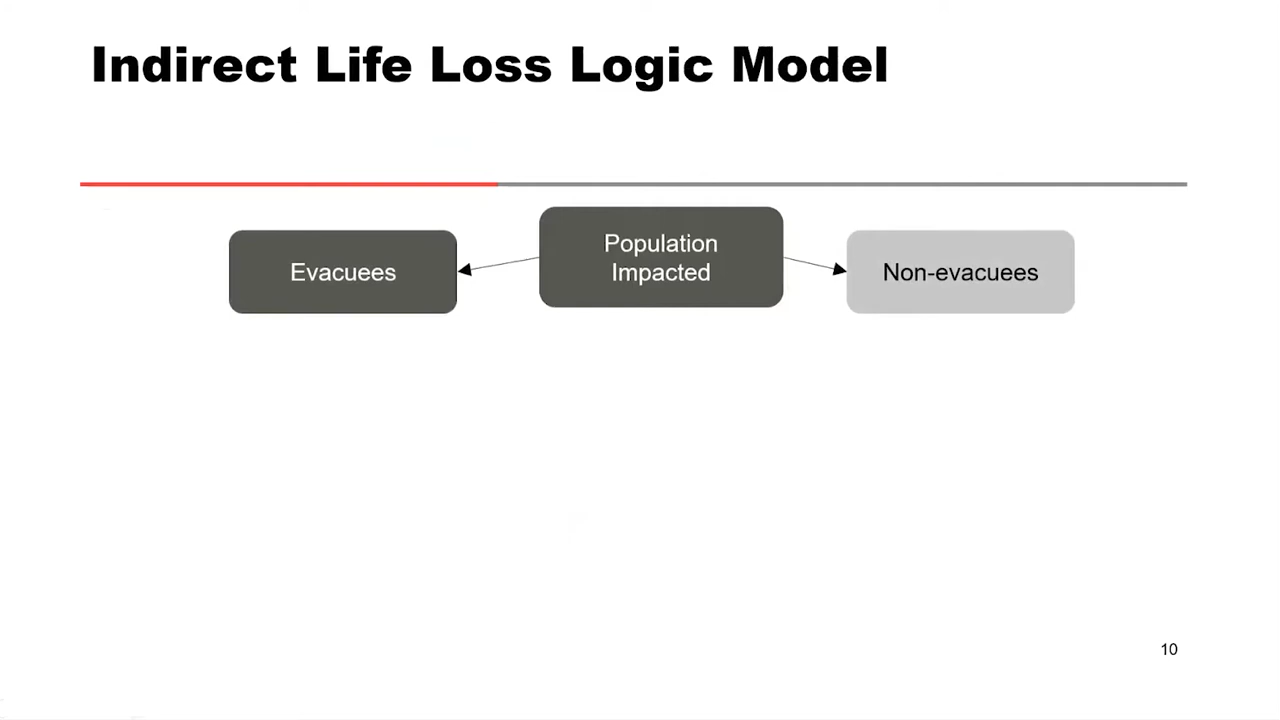 Indirect Life Loss Logic Model
Evacuees
Population
Impacted
Non-evacuees
10